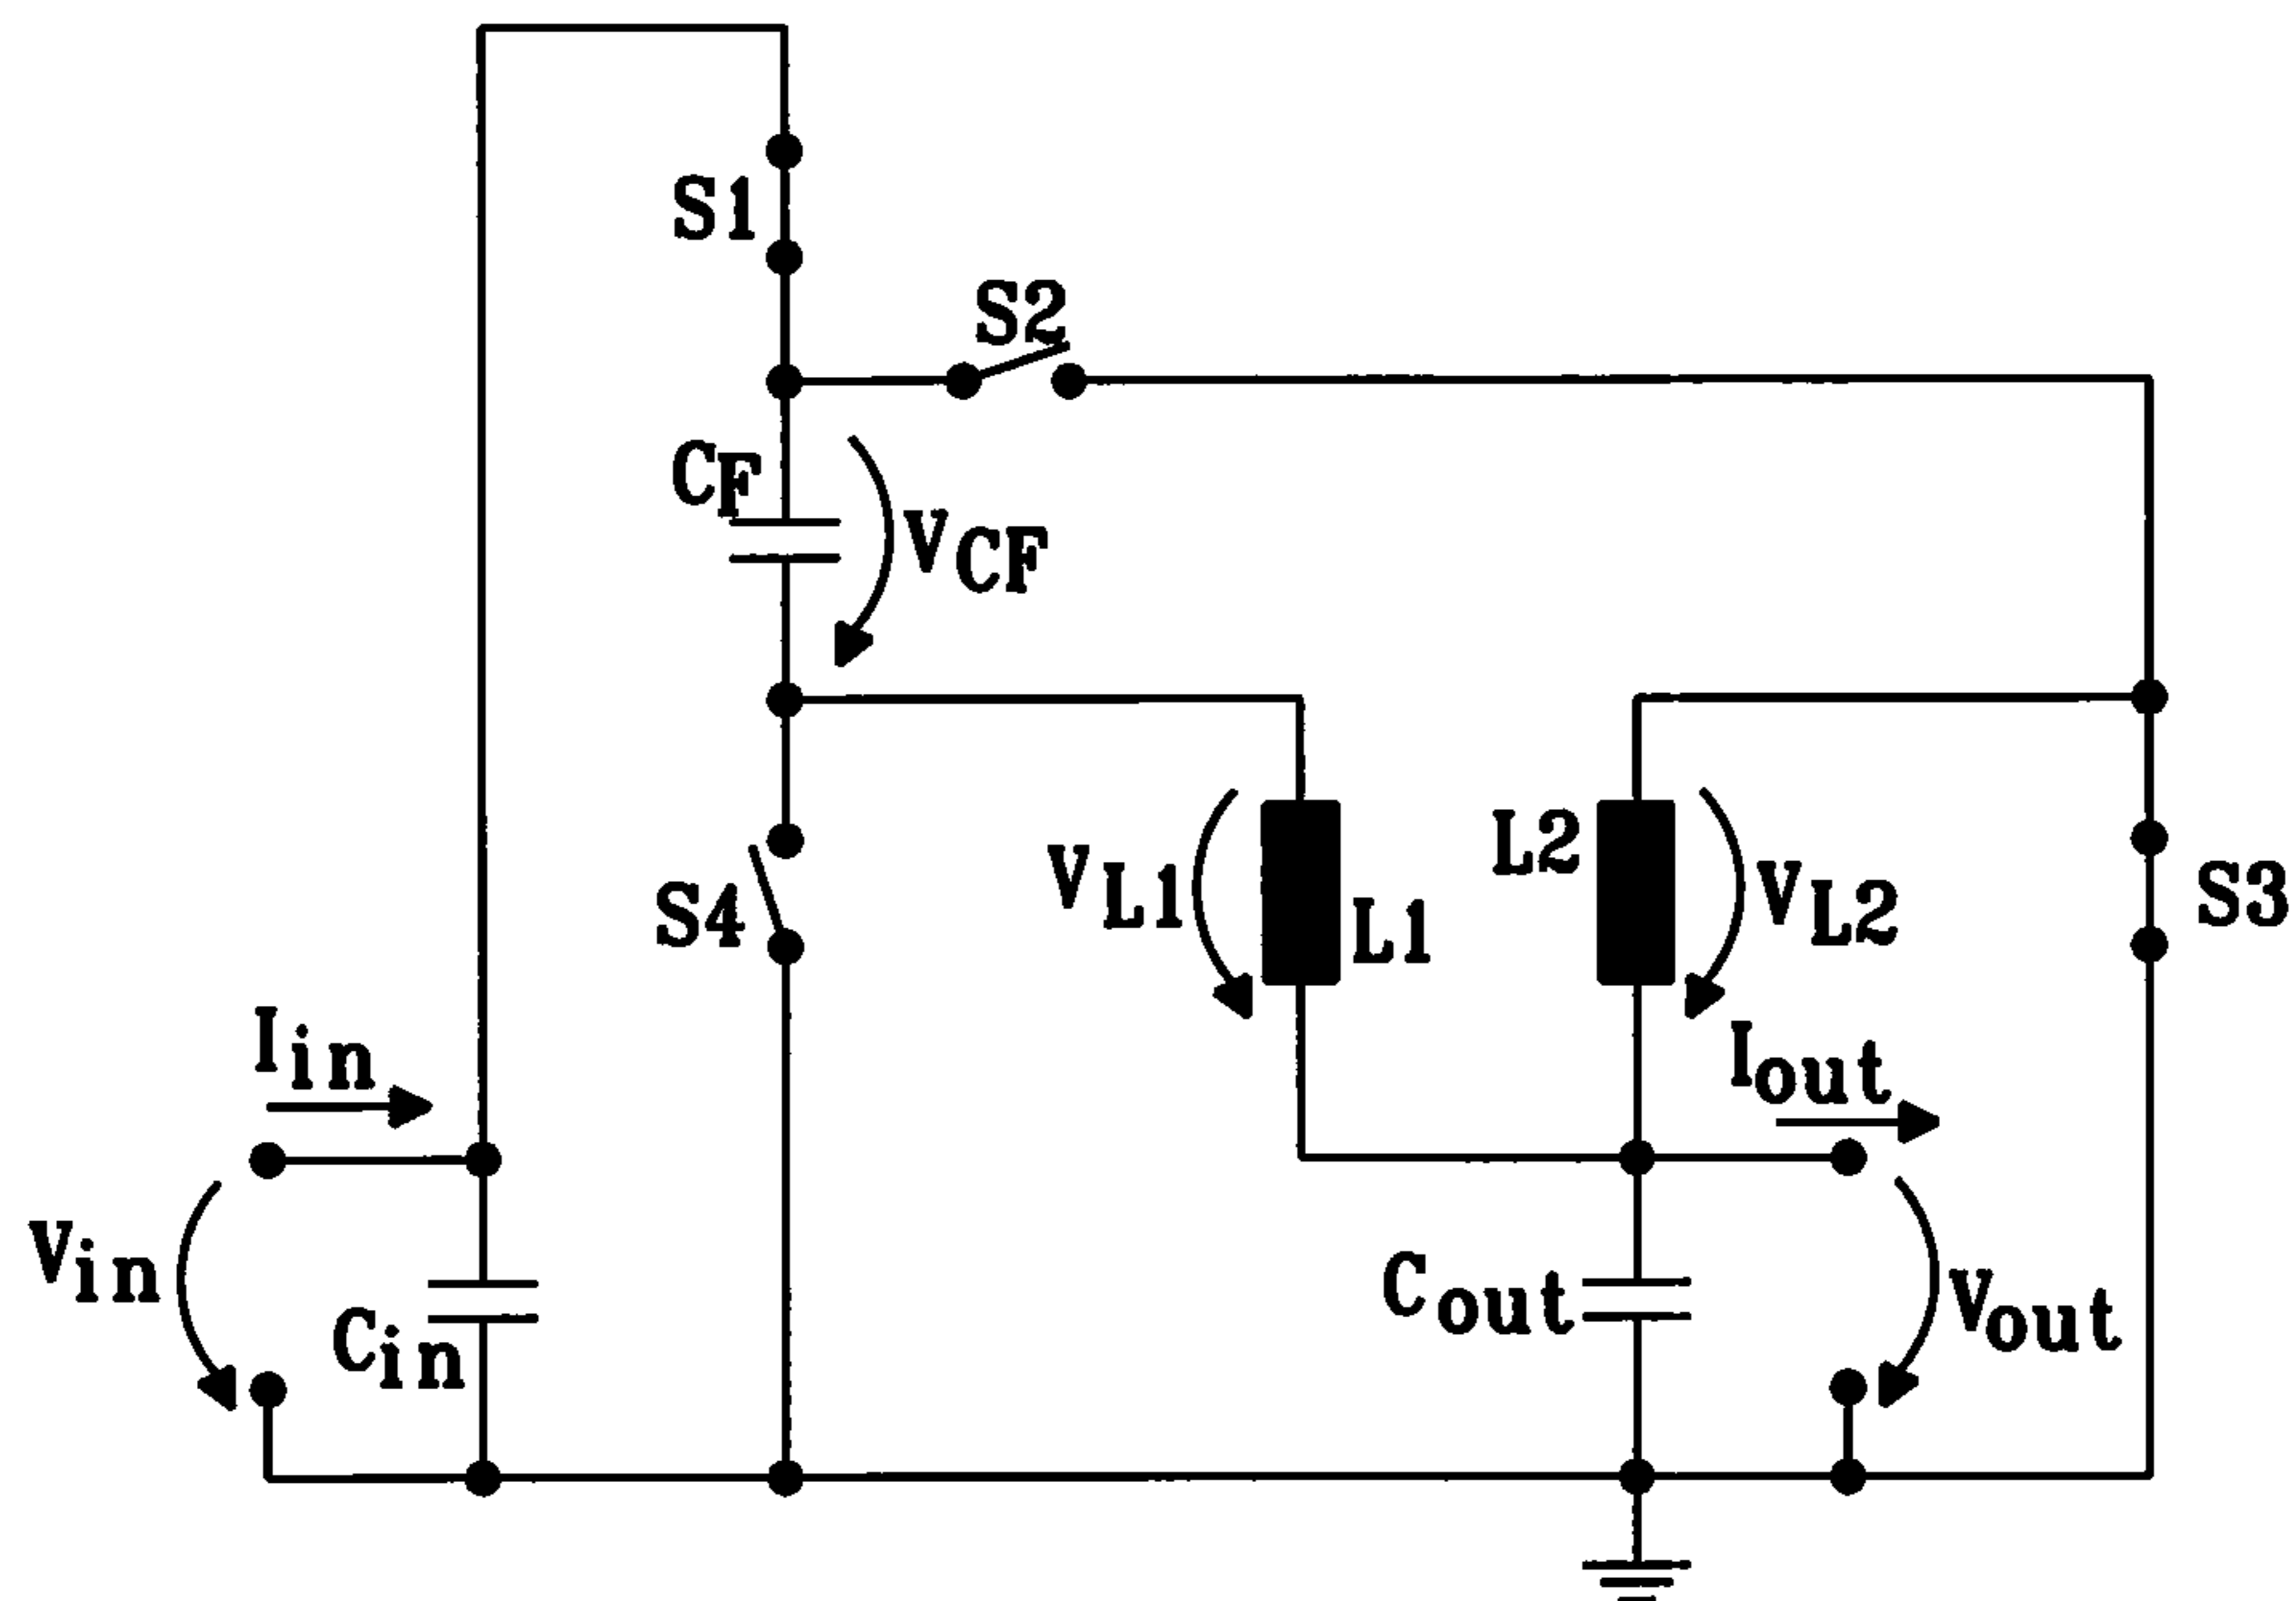 S1
S2
CF
VCF
L2
VL1
VL2
S3
S4
L1
Iin
Iout
Vin
Cout
Vout
Cin